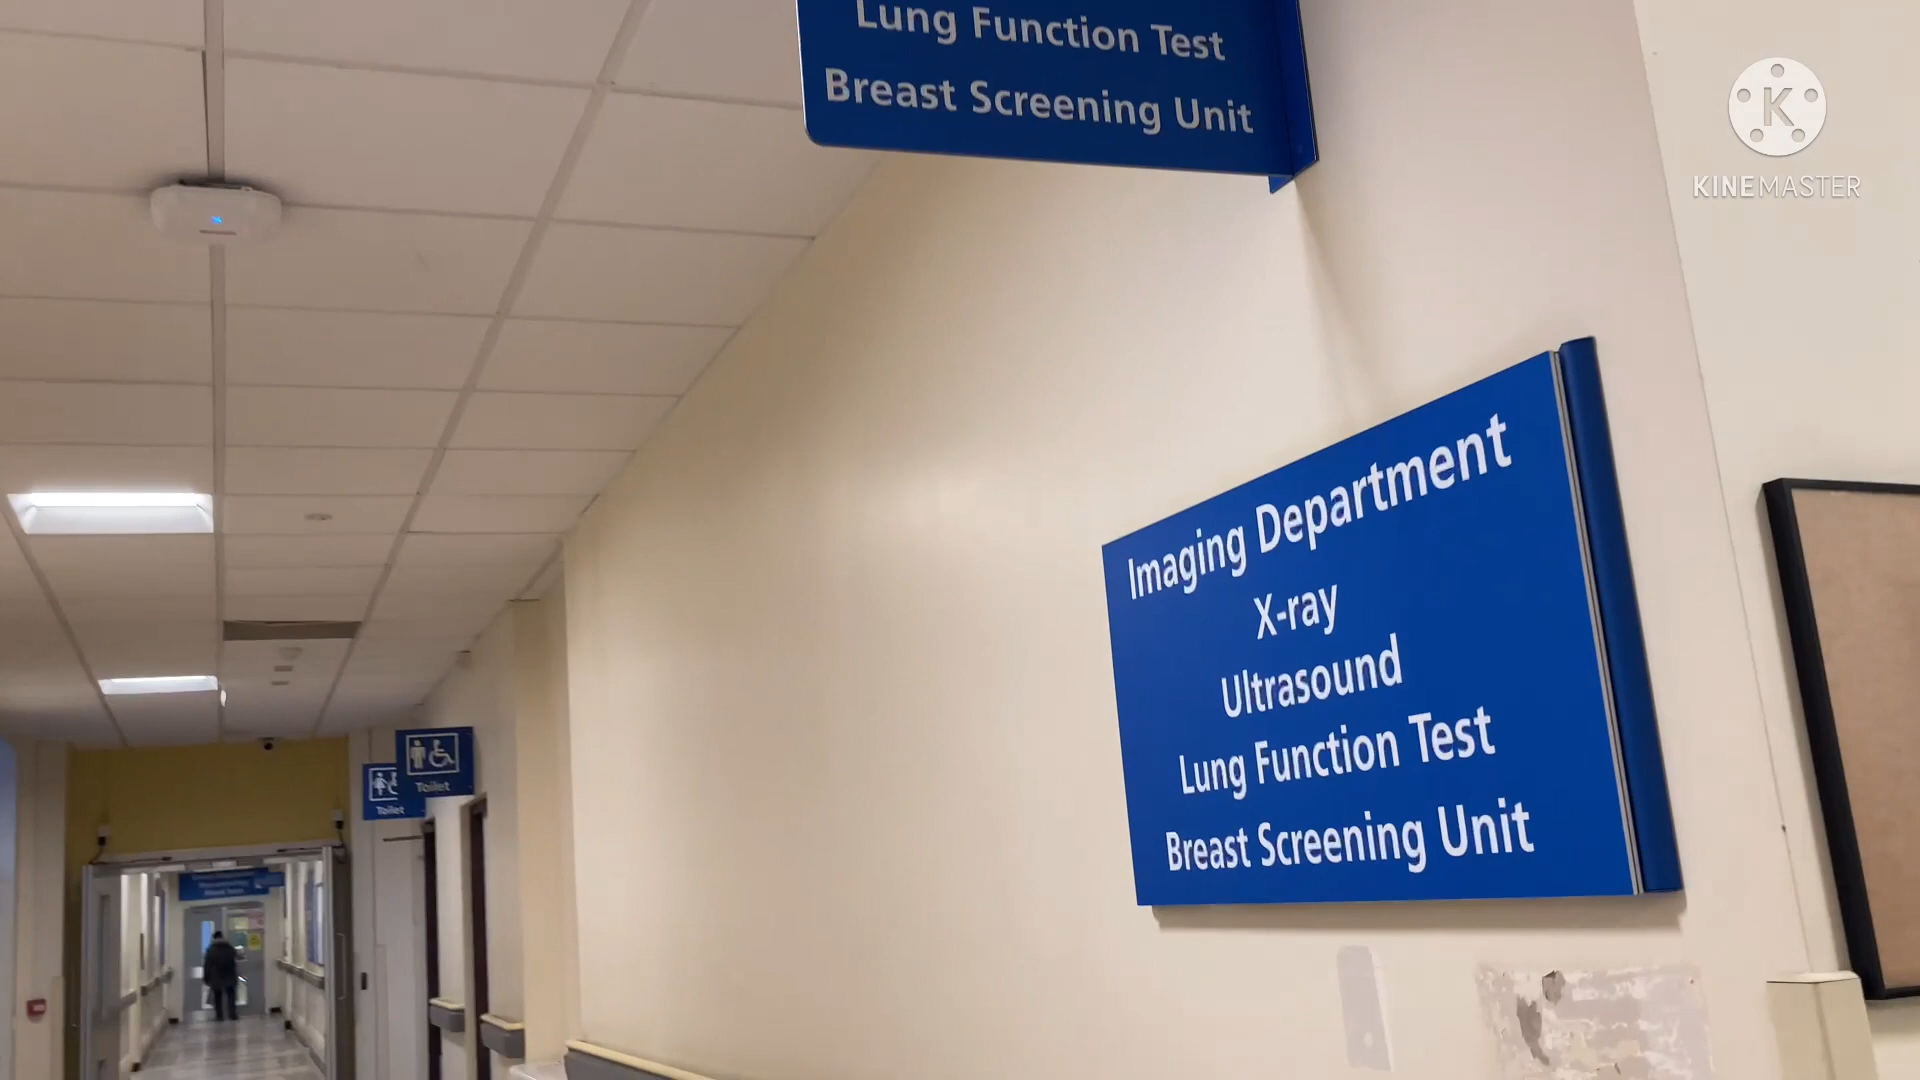 Lung Function Test
Breast Screening Unit
K
KINEMASTER
Imaging Department
X-ray
Ultrasound
Lung Function Test
Breast Screening Unit
Toilet
Toilet